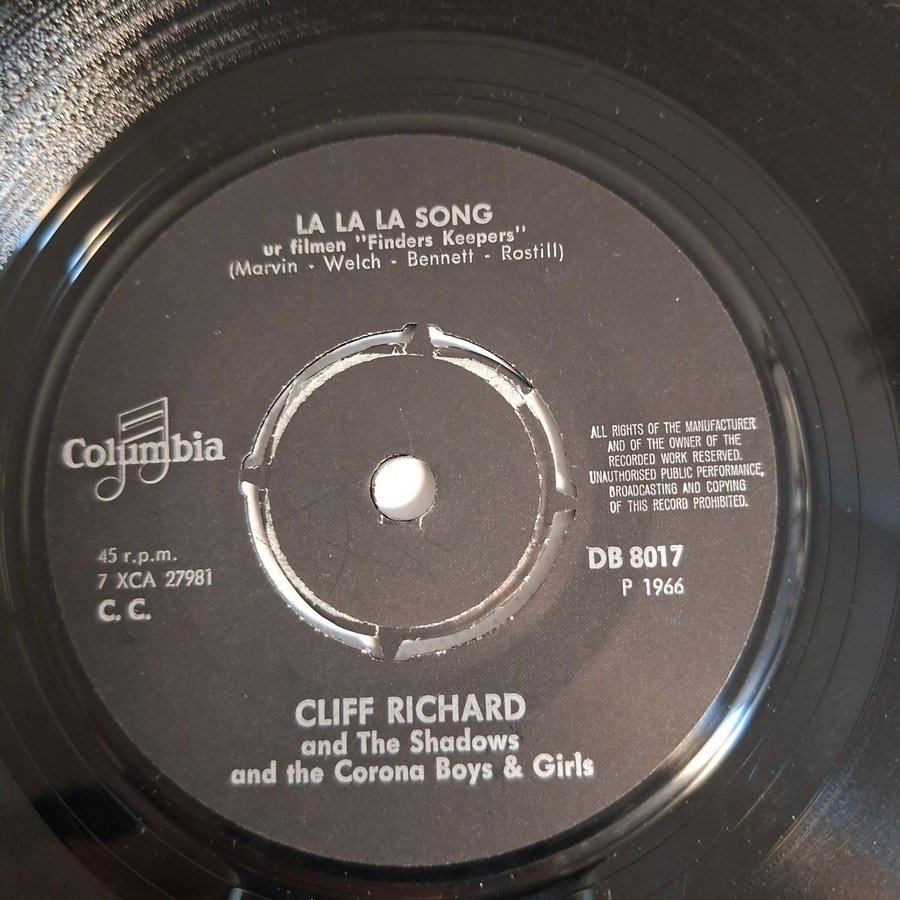 LA LA LA SONG
ur filmen "Finders Keepers"
(Marvin - Welch - Bennett - Rostill)
Columbia
ALL RIGHTS OF THE MANUFACTURER
AND OF THE OWNER OF THE
RECORDED WORK RESERVED.
UNAUTHORISED PUBLIC PERFORMANCE,
BROADCASTING AND COPYING
OF THIS RECORD PROHIBITED.
45 r.p.m.
7 XCA 27981
C. C.
DB 8017
P 1966
CLIFF RICHARD
and The Shadows
and the Corona Boys & Girls